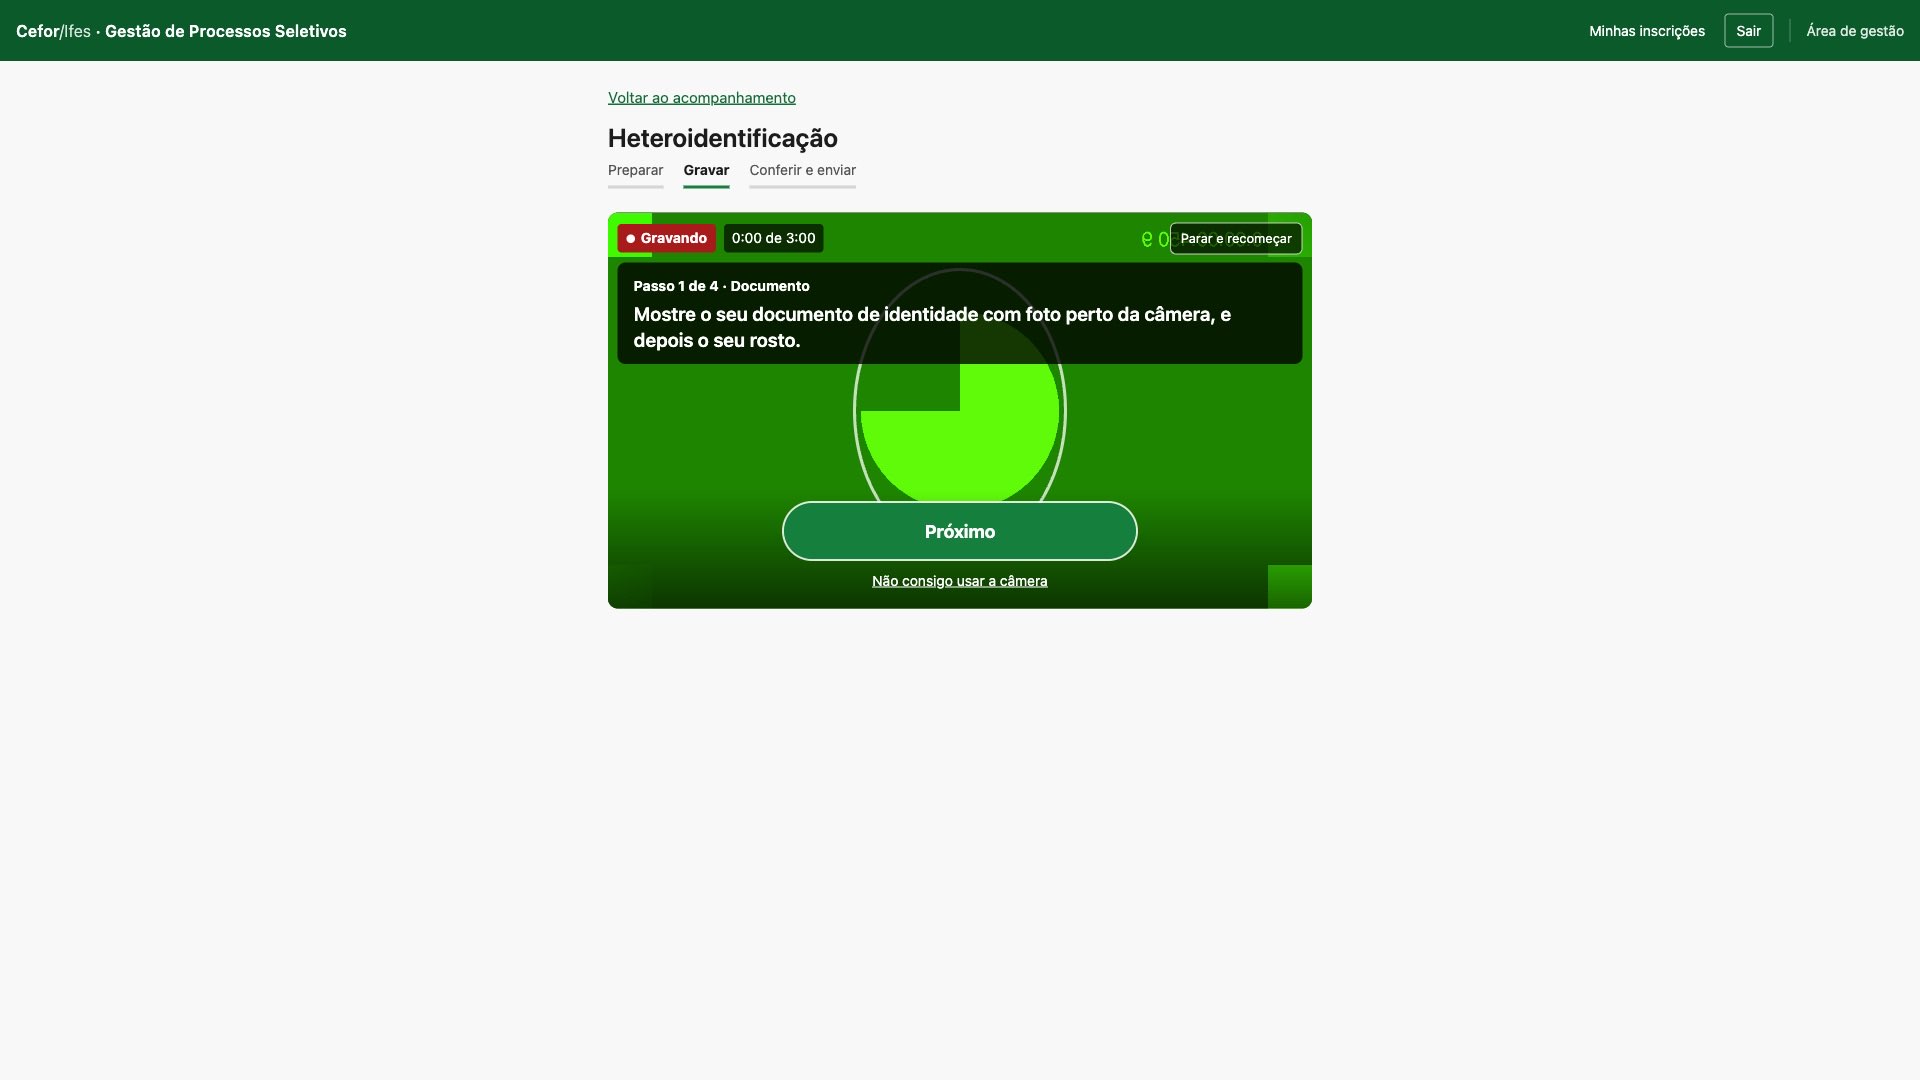 Cefor/Ifes · Gestão de Processos Seletivos
Minhas inscrições
Sair
Área de gestão
Voltar ao acompanhamento
Heteroidentificação
Preparar
Gravar
Conferir e enviar
Gravando
0:00 de 3:00
Parar e recomeçar
Passo 1 de 4 · Documento
Mostre o seu documento de identidade com foto perto da câmera, e
depois o seu rosto.
Próximo
Não consigo usar a câmera